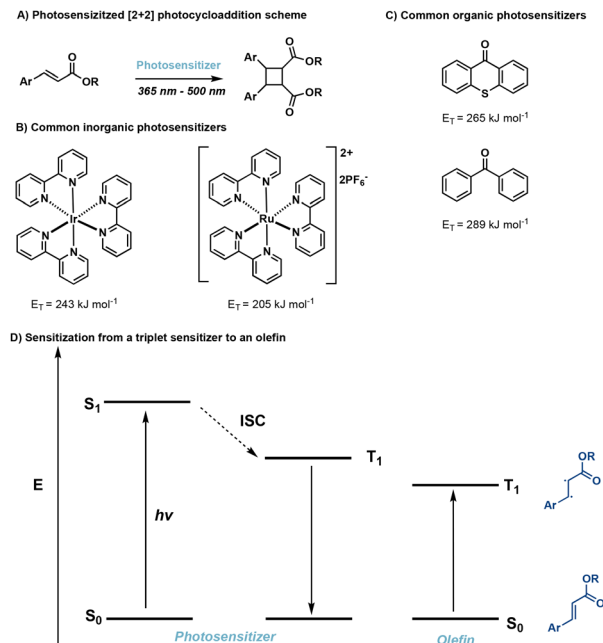 A) Photosensitzted [2+2] photocycloaddition scheme
Ar
O
OR
Photosensitizer
365 nm - 500 nm
Ar
O
OR
Ar
OR
O
B) Common inorganic photosensitizers
N
N
N
Ir
N
N
N
E_T = 243 kJ mol⁻¹
2+
2PF₆⁻
N
N
N
Ru
N
N
N
E_T = 205 kJ mol⁻¹
C) Common organic photosensitizers
O
S
E_T = 265 kJ mol⁻¹
O
E_T = 289 kJ mol⁻¹
D) Sensitization from a triplet sensitizer to an olefin
E
S₁
ISC
T₁
T₁
hv
S₀
S₀
Photosensitizer
Olefin
OR
O
Ar
OR
O
Ar